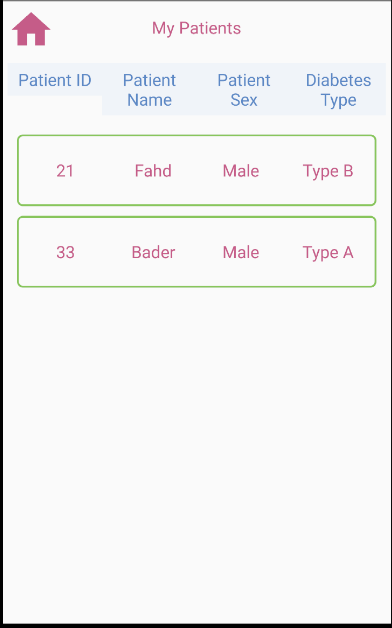 My Patients
Patient ID Patient Name Patient Sex Diabetes Type
21 Fahd Male Type B
33 Bader Male Type A